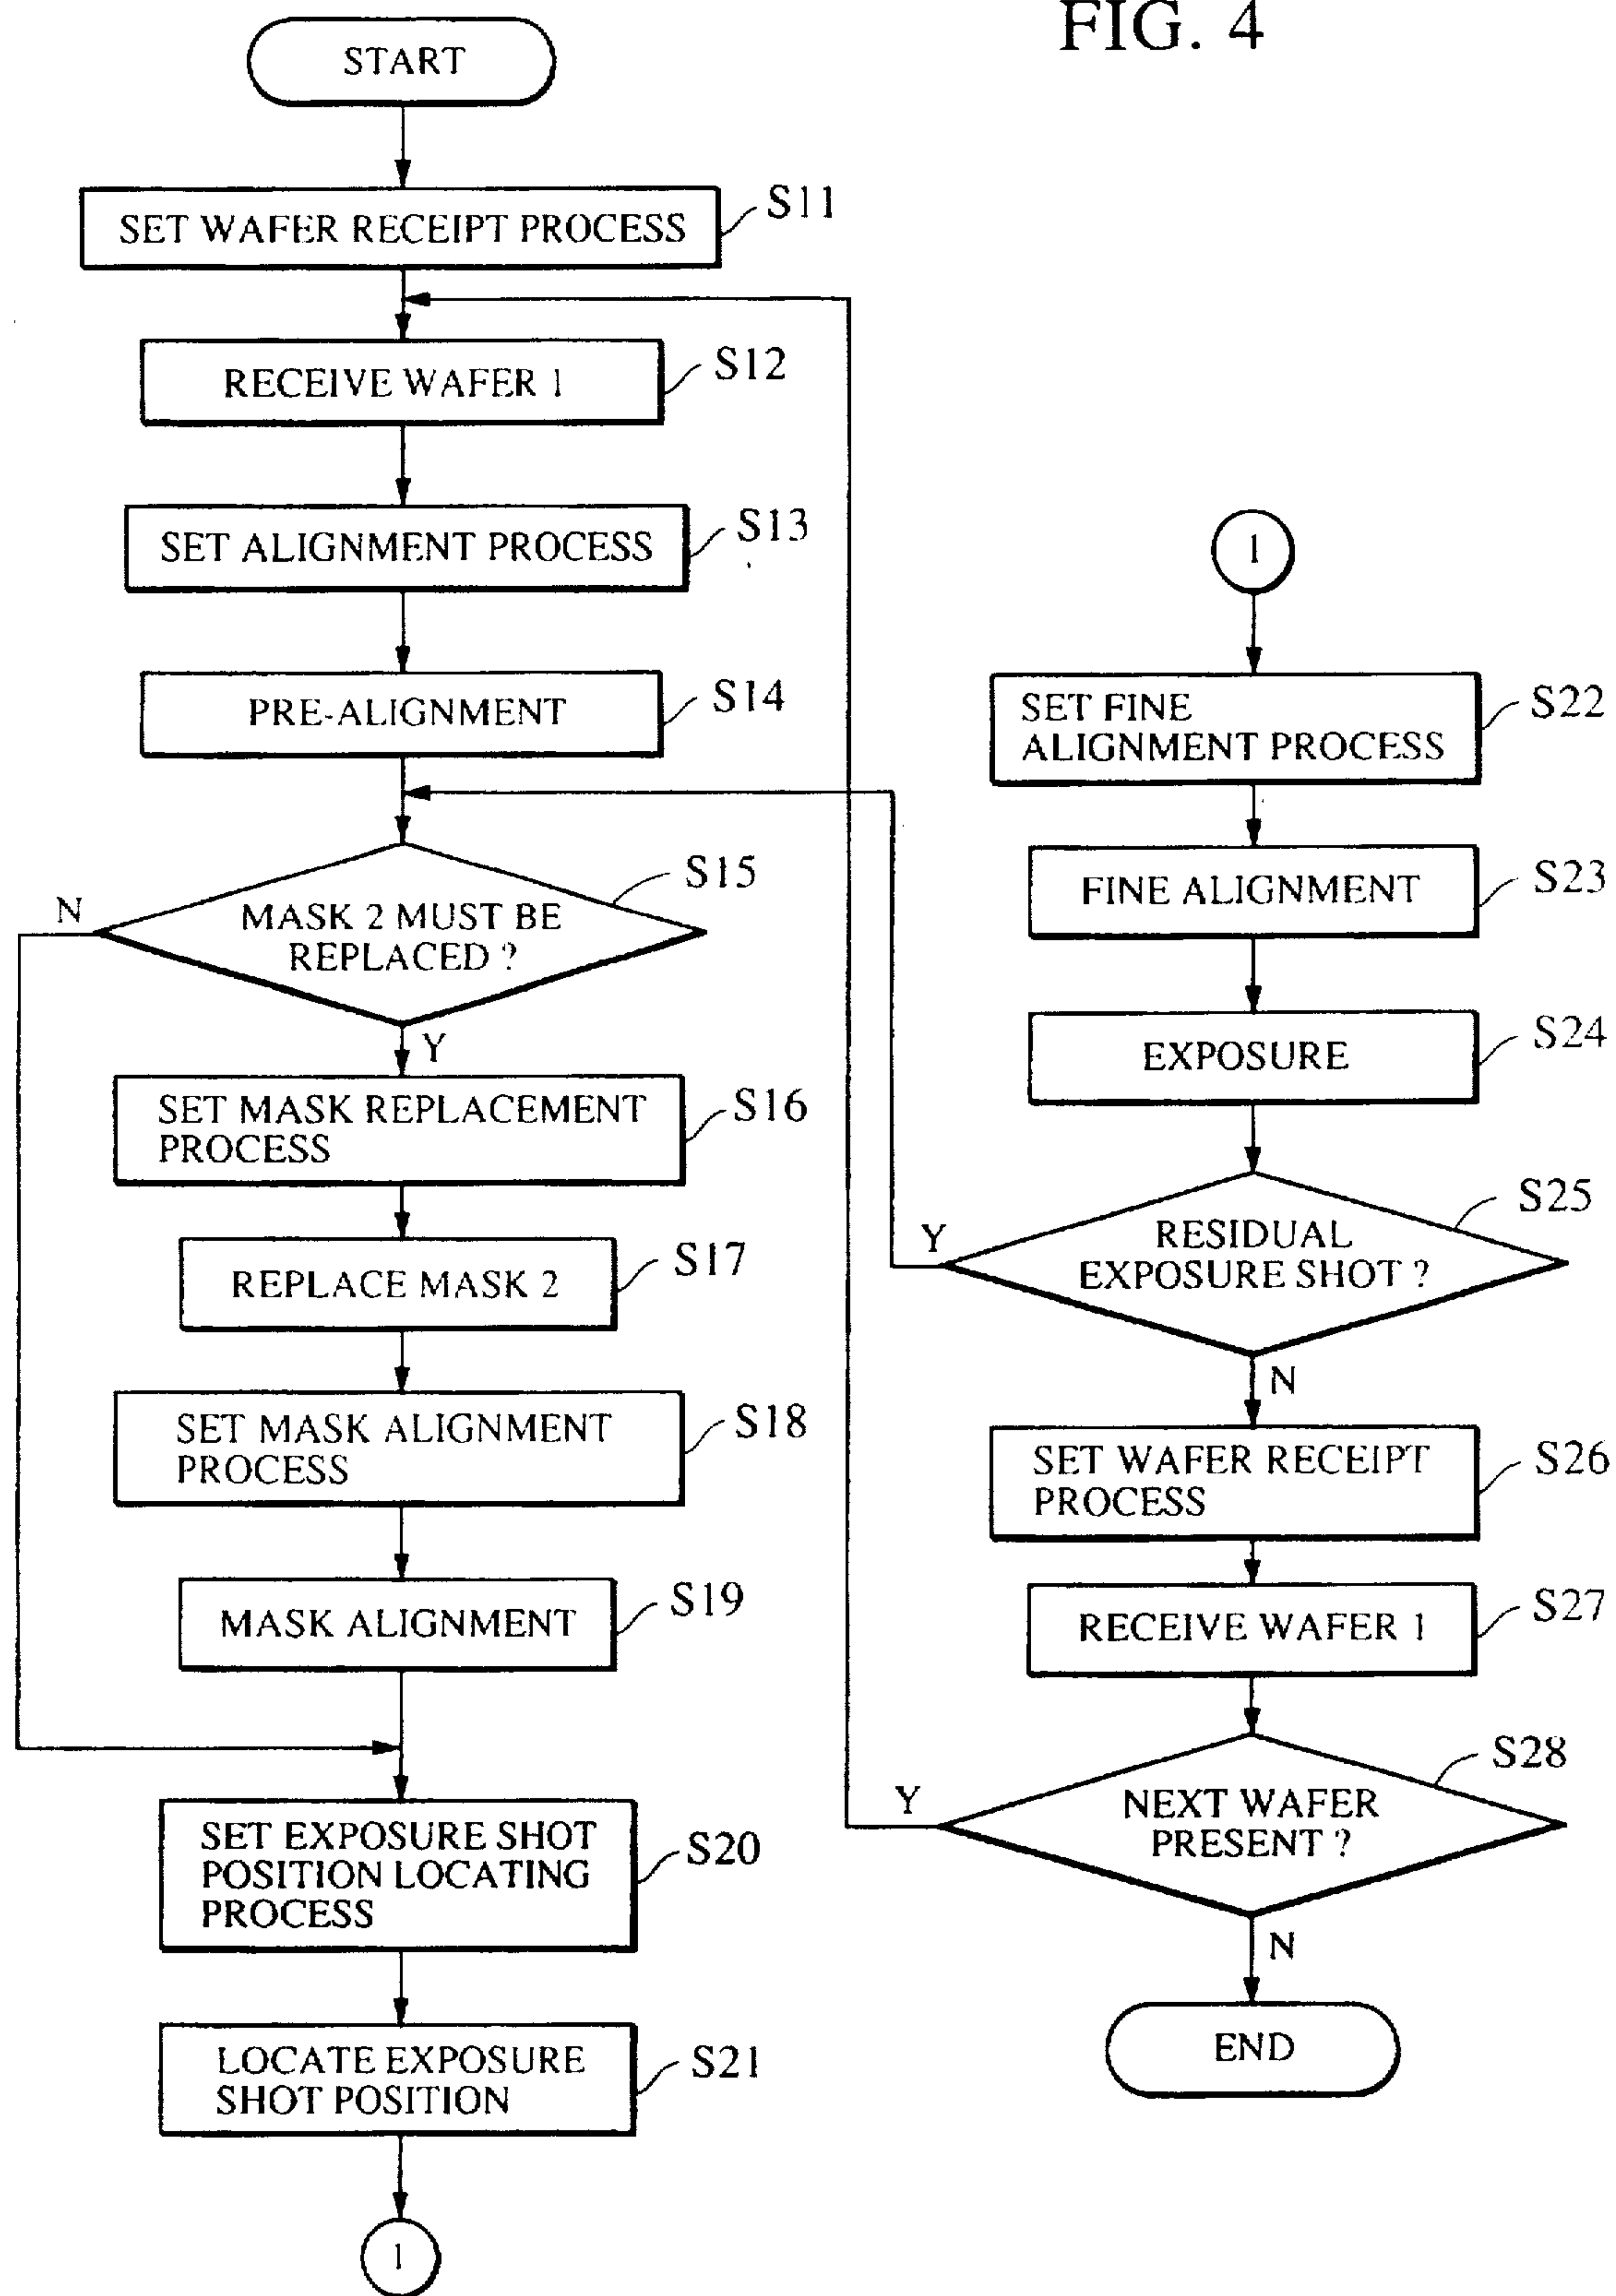 FIG. 4
START
SET WAFER RECEIPT PROCESS
S11
RECEIVE WAFER 1
S12
SET ALIGNMENT PROCESS
S13
PRE-ALIGNMENT
S14
MASK 2 MUST BE
REPLACED ?
S15
N
Y
SET MASK REPLACEMENT
PROCESS
S16
REPLACE MASK 2
S17
SET MASK ALIGNMENT
PROCESS
S18
MASK ALIGNMENT
S19
SET EXPOSURE SHOT
POSITION LOCATING
PROCESS
S20
LOCATE EXPOSURE
SHOT POSITION
S21
1
1
SET FINE
ALIGNMENT PROCESS
S22
FINE ALIGNMENT
S23
EXPOSURE
S24
RESIDUAL
EXPOSURE SHOT ?
S25
Y
N
SET WAFER RECEIPT
PROCESS
S26
RECEIVE WAFER 1
S27
NEXT WAFER
PRESENT ?
S28
Y
N
END